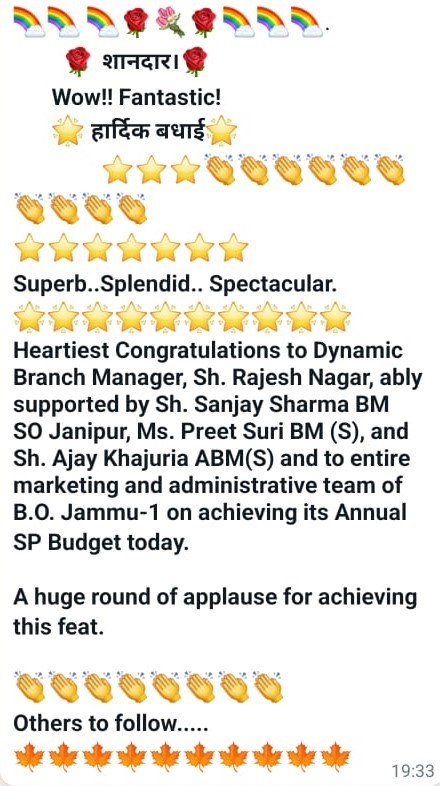 🌈🌈🌈🌹💐🌹🌈🌈🌈.
🌹 शानदार।🌹
Wow!! Fantastic!
🌟 हार्दिक बधाई🌟
⭐⭐⭐👏👏👏👏👏👏
👏👏👏👏
⭐⭐⭐⭐⭐⭐⭐
Superb..Splendid.. Spectacular.
🌟🌟🌟🌟🌟🌟🌟🌟🌟🌟
Heartiest Congratulations to Dynamic
Branch Manager, Sh. Rajesh Nagar, ably
supported by Sh. Sanjay Sharma BM
SO Janipur, Ms. Preet Suri BM (S), and
Sh. Ajay Khajuria ABM(S) and to entire
marketing and administrative team of
B.O. Jammu-1 on achieving its Annual
SP Budget today.
A huge round of applause for achieving
this feat.
👏👏👏👏👏👏👏👏
Others to follow.....
🍁🍁🍁🍁🍁🍁🍁🍁🍁🍁
19:33